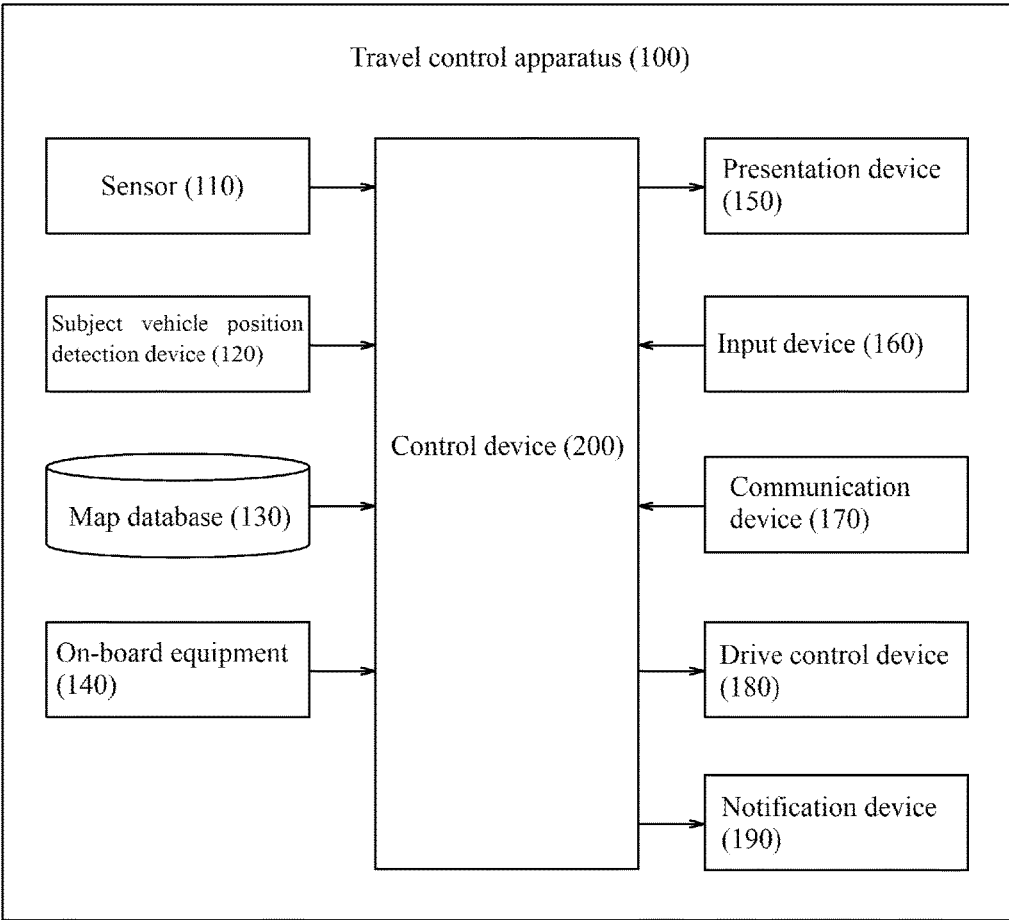 Travel control apparatus (100)
Sensor (110)
Subject vehicle position
detection device (120)
Map database (130)
On-board equipment
(140)
Control device (200)
Presentation device
(150)
Input device (160)
Communication
device (170)
Drive control device
(180)
Notification device
(190)